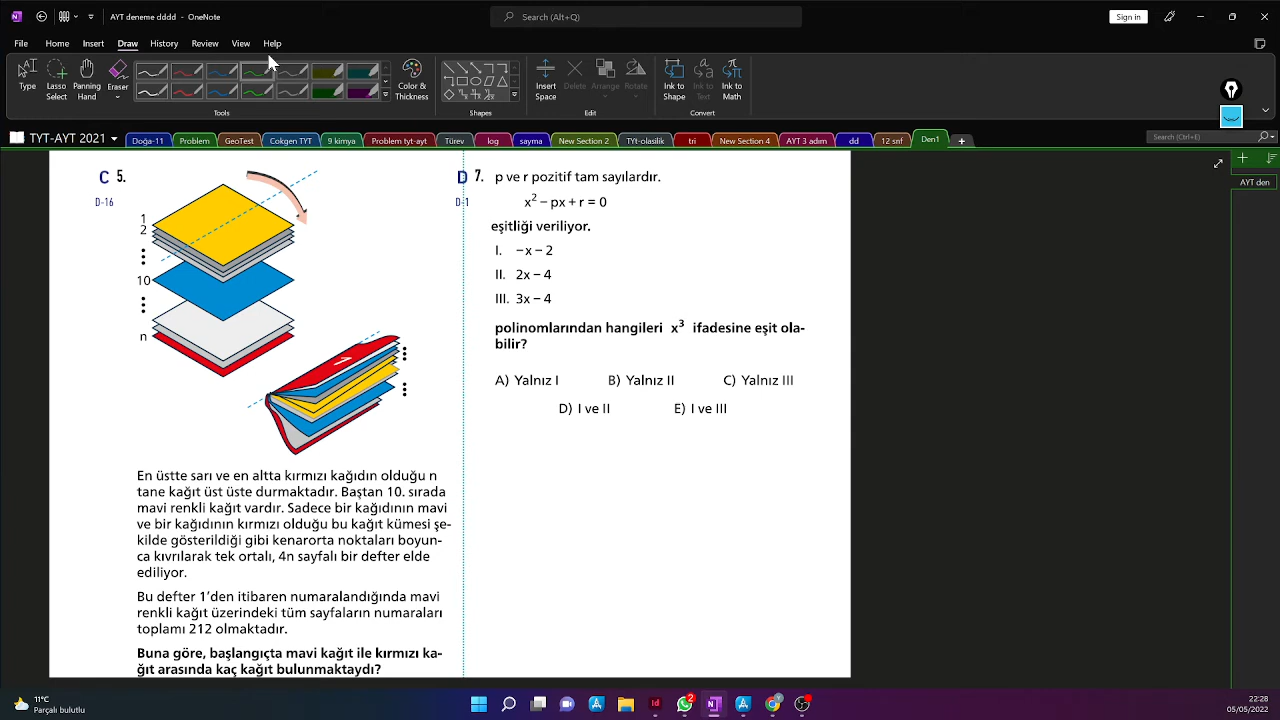 AYT deneme dddd - OneNote
Search (Alt+Q)
Sign in
File Home Insert Draw History Review View Help
Type
Lasso Select
Panning Hand
Eraser
Color & Thickness
Insert Space
Delete
Arrange
Rotate
Ink to Shape
Ink to Text
Ink to Math
Tools
Shapes
Edit
Convert
TYT-AYT 2021
Doğa-11 Problem GeoTest Cokgen TYT 9 kimya Problem tyt-ayt Türev log sayma New Section 2 TYt-olasilik tri New Section 4 AYT 3 adım dd 12 snf Den1
Search (Ctrl+E)
AYT den
C 5.
D-16
1
2
10
n
1
En üstte sarı ve en altta kırmızı kağıdın olduğu n
tane kağıt üst üste durmaktadır. Baştan 10. sırada
mavi renkli kağıt vardır. Sadece bir kağıdının mavi
ve bir kağıdının kırmızı olduğu bu kağıt kümesi şe-
kilde gösterildiği gibi kenarorta noktaları boyun-
ca kıvrılarak tek ortalı, 4n sayfalı bir defter elde
ediliyor.
Bu defter 1'den itibaren numaralandığında mavi
renkli kağıt üzerindeki tüm sayfaların numaraları
toplamı 212 olmaktadır.
Buna göre, başlangıçta mavi kağıt ile kırmızı ka-
ğıt arasında kaç kağıt bulunmaktaydı?
D 7. p ve r pozitif tam sayılardır.
D-1
x² − px + r = 0
eşitliği veriliyor.
I. −x − 2
II. 2x − 4
III. 3x − 4
polinomlarından hangileri x³ ifadesine eşit ola-
bilir?
A) Yalnız I B) Yalnız II C) Yalnız III
D) I ve II E) I ve III
11°C
Parçalı bulutlu
2
22:28
05/05/2022